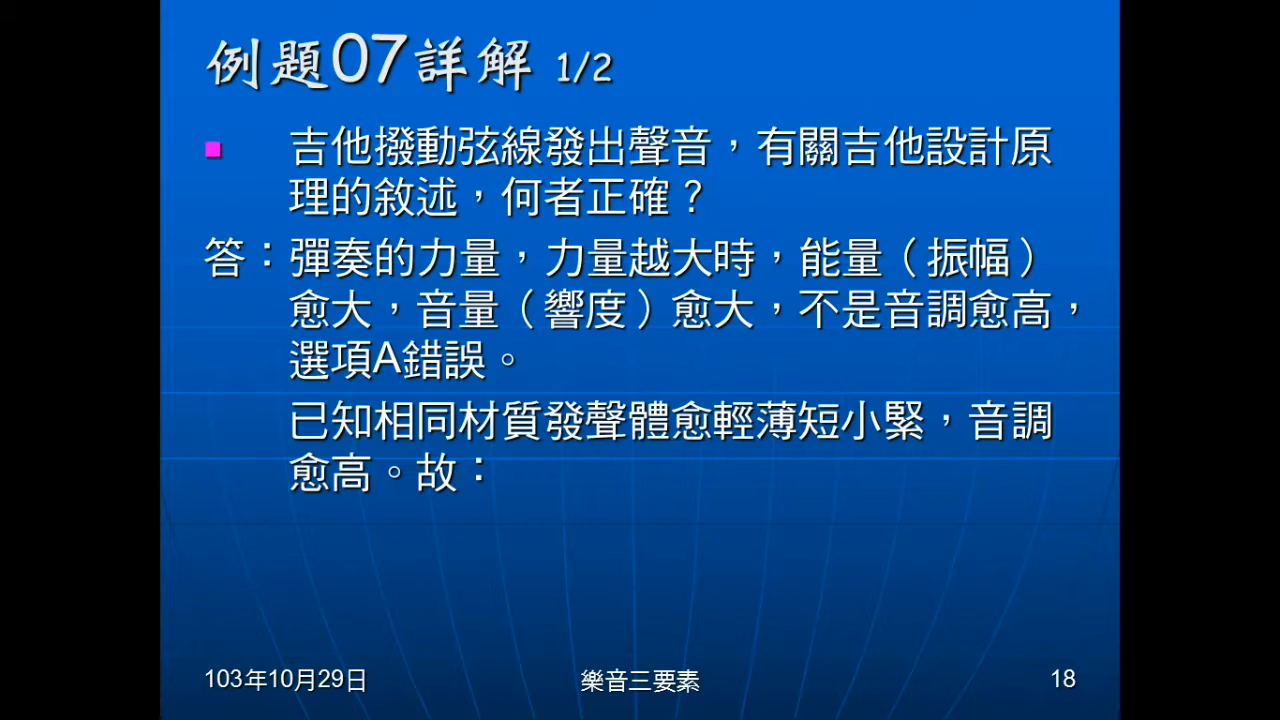 例題07詳解 1/2
吉他撥動弦線發出聲音，有關吉他設計原
理的敘述，何者正確？
答：彈奏的力量，力量越大時，能量（振幅）
愈大，音量（響度）愈大，不是音調愈高，
選項A錯誤。
已知相同材質發聲體愈輕薄短小緊，音調
愈高。故：
103年10月29日
樂音三要素
18